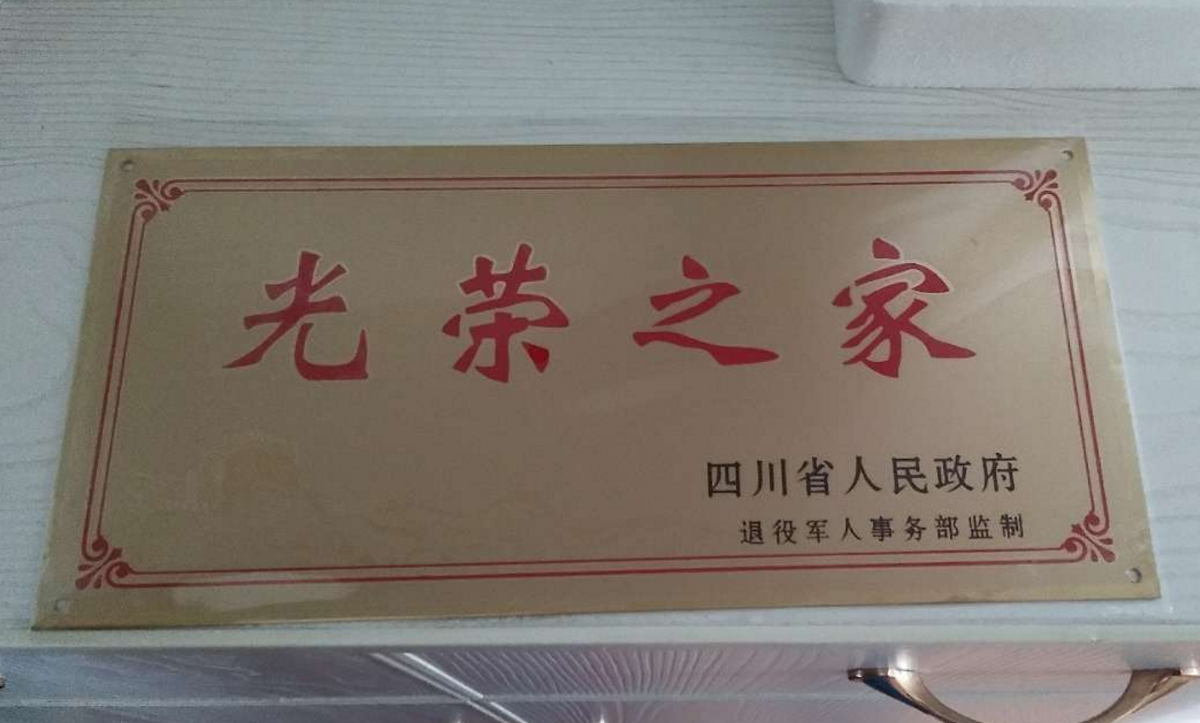 光荣之家
四川省人民政府
退役军人事务部监制